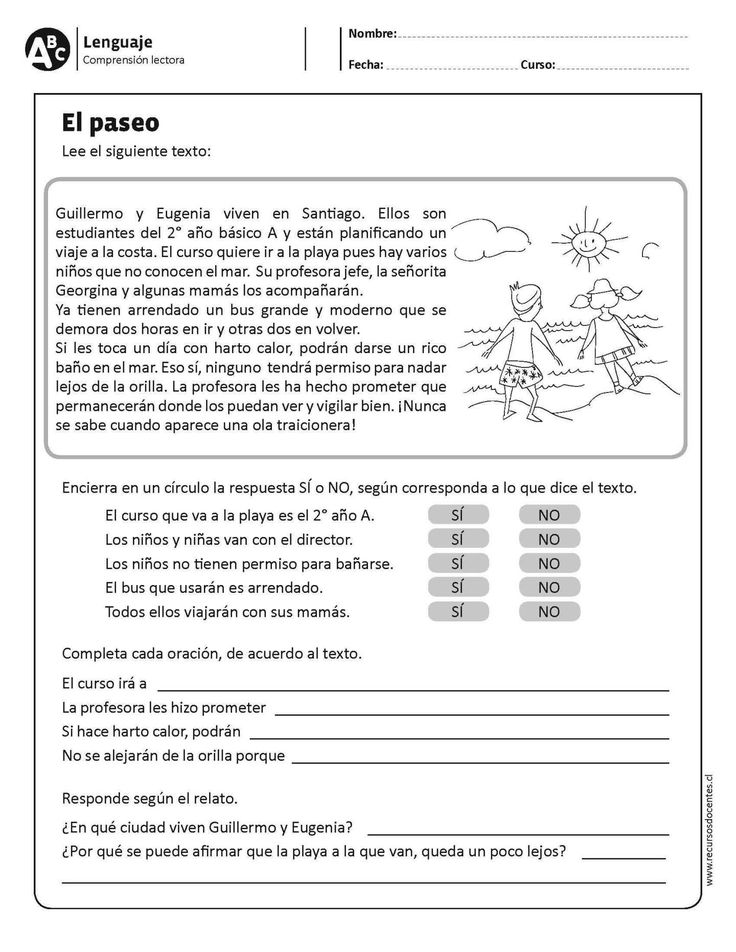 ABC
Lenguaje
Comprensión lectora
Nombre:
Fecha:
Curso:
El paseo
Lee el siguiente texto:
Guillermo y Eugenia viven en Santiago. Ellos son
estudiantes del 2° año básico A y están planificando un
viaje a la costa. El curso quiere ir a la playa pues hay varios
niños que no conocen el mar. Su profesora jefe, la señorita
Georgina y algunas mamás los acompañarán.
Ya tienen arrendado un bus grande y moderno que se
demora dos horas en ir y otras dos en volver.
Si les toca un día con harto calor, podrán darse un rico
baño en el mar. Eso sí, ninguno tendrá permiso para nadar
lejos de la orilla. La profesora les ha hecho prometer que
permanecerán donde los puedan ver y vigilar bien. ¡Nunca
se sabe cuando aparece una ola traicionera!
Encierra en un círculo la respuesta SÍ o NO, según corresponda a lo que dice el texto.
El curso que va a la playa es el 2° año A. SÍ NO
Los niños y niñas van con el director. SÍ NO
Los niños no tienen permiso para bañarse. SÍ NO
El bus que usarán es arrendado. SÍ NO
Todos ellos viajarán con sus mamás. SÍ NO
Completa cada oración, de acuerdo al texto.
El curso irá a
La profesora les hizo prometer
Si hace harto calor, podrán
No se alejarán de la orilla porque
Responde según el relato.
¿En qué ciudad viven Guillermo y Eugenia?
¿Por qué se puede afirmar que la playa a la que van, queda un poco lejos?
www.recursosdocentes.cl